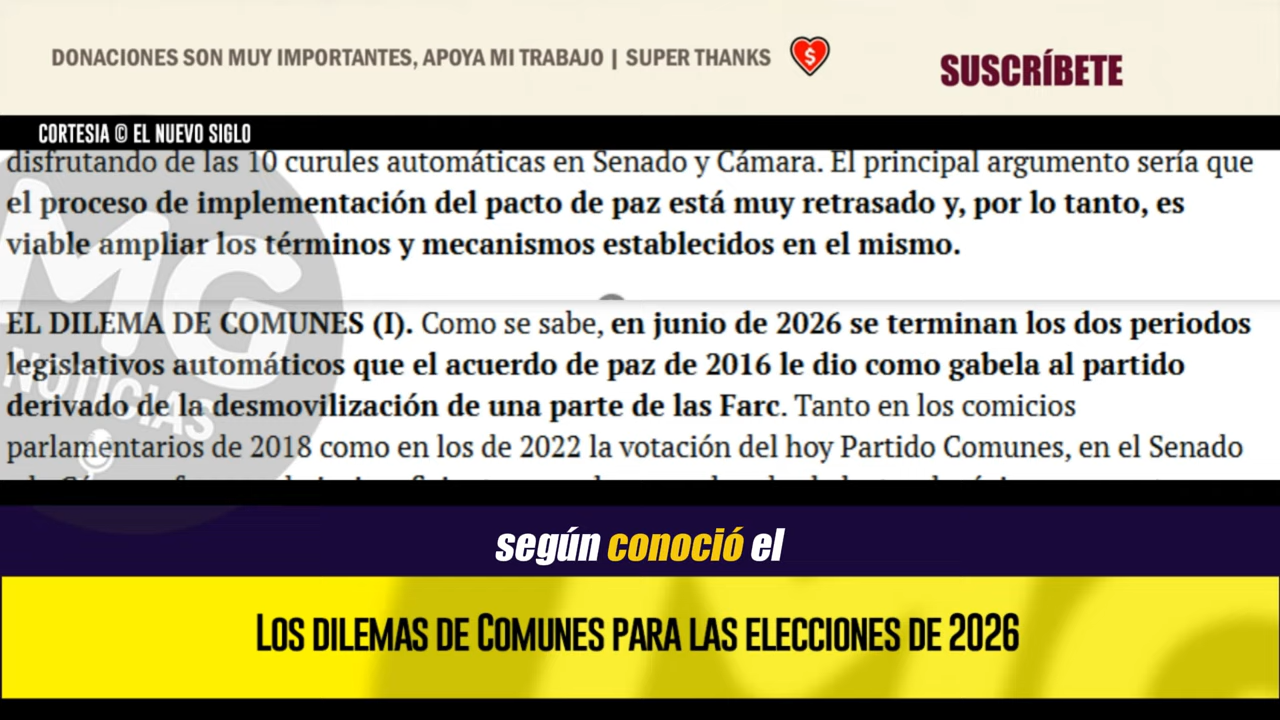 DONACIONES SON MUY IMPORTANTES, APOYA MI TRABAJO | SUPER THANKS
$
SUSCRÍBETE
CORTESIA © EL NUEVO SIGLO
disfrutando de las 10 curules automáticas en Senado y Cámara. El principal argumento sería que
el proceso de implementación del pacto de paz está muy retrasado y, por lo tanto, es
viable ampliar los términos y mecanismos establecidos en el mismo.
EL DILEMA DE COMUNES (I). Como se sabe, en junio de 2026 se terminan los dos periodos
legislativos automáticos que el acuerdo de paz de 2016 le dio como gabela al partido
derivado de la desmovilización de una parte de las Farc. Tanto en los comicios
parlamentarios de 2018 como en los de 2022 la votación del hoy Partido Comunes, en el Senado
MG
NOTICIAS
según conoció el
LOS DILEMAS DE COMUNES PARA LAS ELECCIONES DE 2026